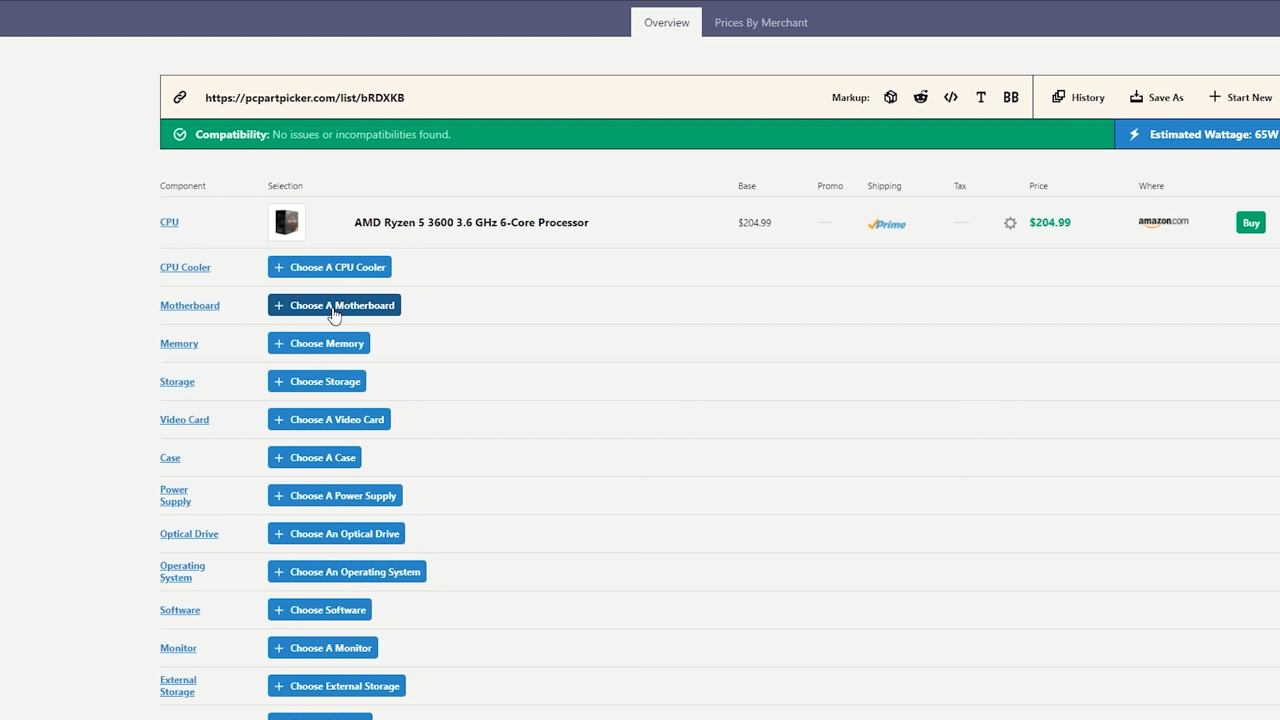 Overview Prices By Merchant
https://pcpartpicker.com/list/bRDXKB Markup: T BB History Save As Start New
Compatibility: No issues or incompatibilities found. Estimated Wattage: 65W
Component Selection Base Promo Shipping Tax Price Where
CPU AMD Ryzen 5 3600 3.6 GHz 6-Core Processor $204.99 — Prime — $204.99 amazon.com Buy
CPU Cooler + Choose A CPU Cooler
Motherboard + Choose A Motherboard
Memory + Choose Memory
Storage + Choose Storage
Video Card + Choose A Video Card
Case + Choose A Case
Power
Supply + Choose A Power Supply
Optical Drive + Choose An Optical Drive
Operating
System + Choose An Operating System
Software + Choose Software
Monitor + Choose A Monitor
External
Storage + Choose External Storage